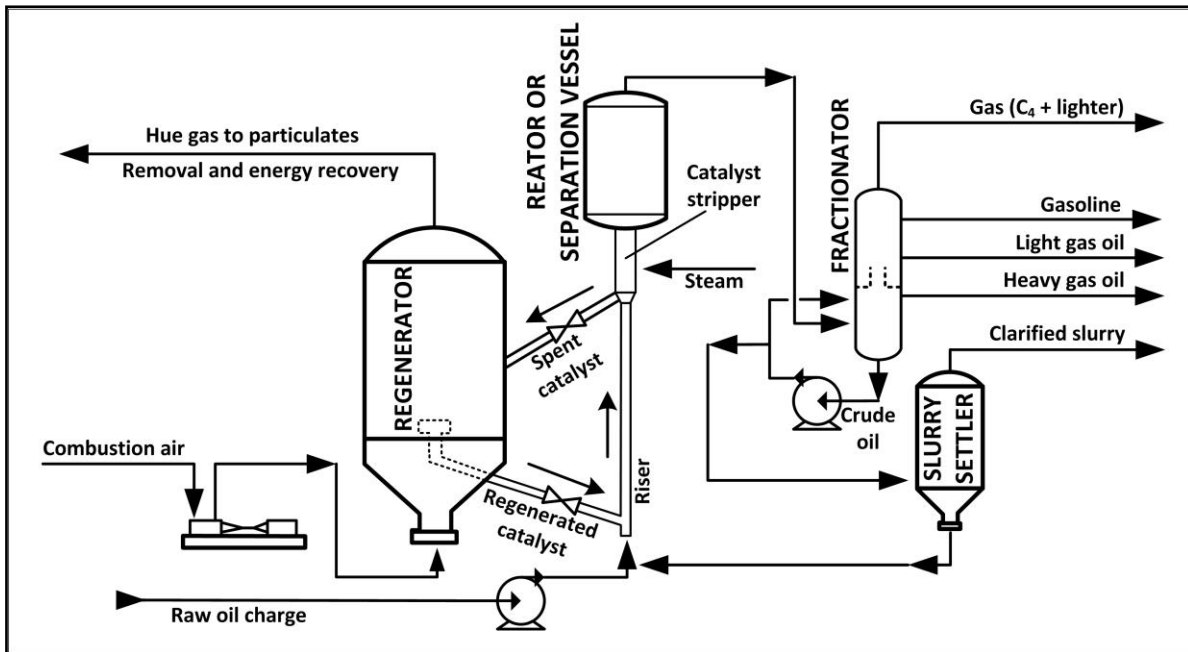 REATOR OR
SEPARATION VESSEL
Hue gas to particulates
Removal and energy recovery
Catalyst
stripper
FRACTIONATOR
Gas (C₄ + lighter)
Gasoline
Light gas oil
Heavy gas oil
Steam
REGENERATOR
Spent
catalyst
Clarified slurry
Crude
oil
SLURRY
SETTLER
Combustion air
Regenerated
catalyst
Riser
Raw oil charge